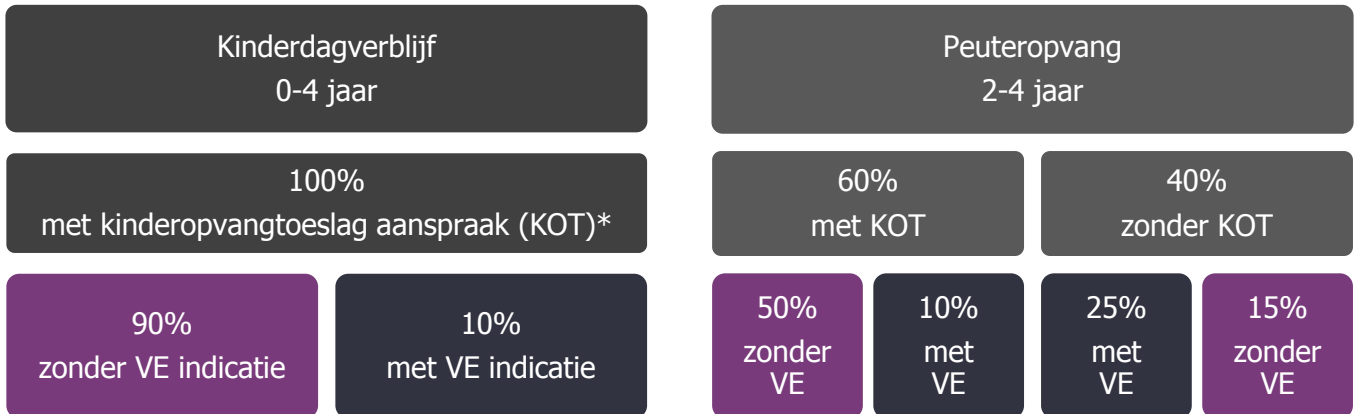 Kinderdagverblijf
0-4 jaar
100%
met kinderopvangtoeslag aanspraak (KOT)*
90%
zonder VE indicatie
10%
met VE indicatie
Peuteropvang
2-4 jaar
60%
met KOT
40%
zonder KOT
50%
zonder
VE
10%
met
VE
25%
met
VE
15%
zonder
VE